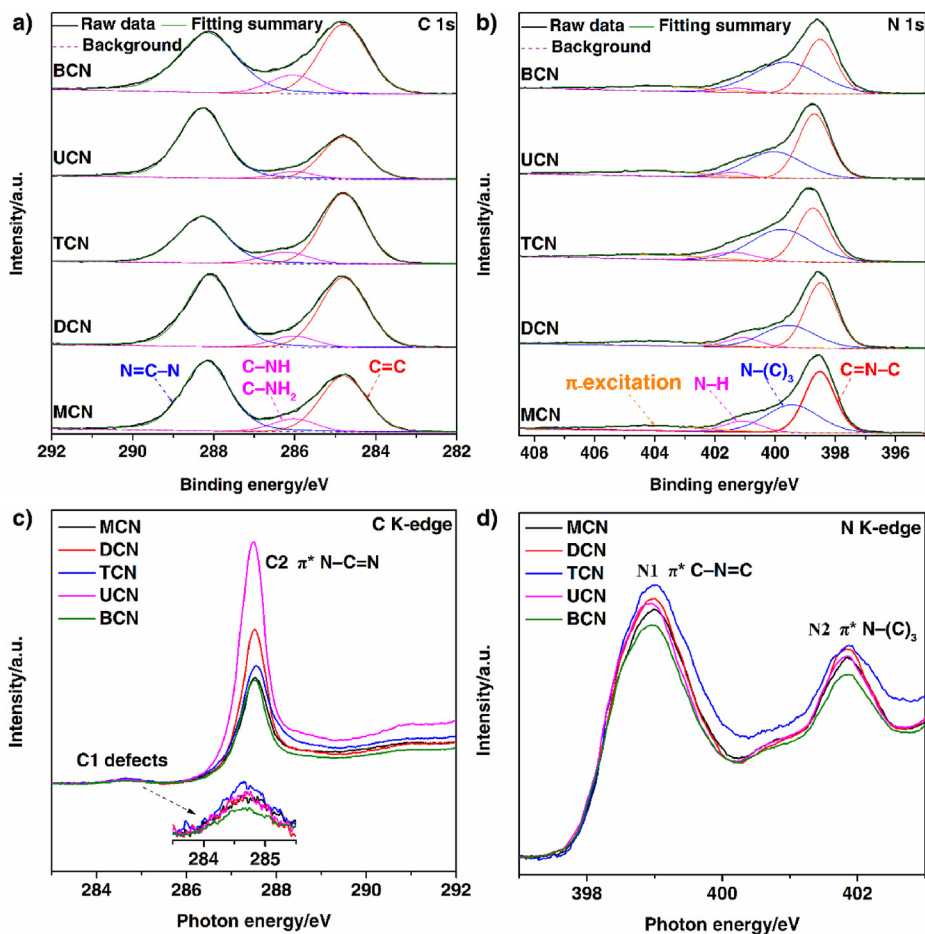 a)
Raw data
Fitting summary
C 1s
Background
BCN
UCN
TCN
DCN
MCN
N=C–N
C–NH
C–NH₂
C=C
Intensity/a.u.
292
290
288
286
284
282
Binding energy/eV
b)
Raw data
Fitting summary
N 1s
Background
BCN
UCN
TCN
DCN
MCN
π-excitation
N–H
N–(C)₃
C=N–C
Intensity/a.u.
408
406
404
402
400
398
396
Binding energy/eV
c)
C K-edge
MCN
DCN
TCN
UCN
BCN
C2 π* N–C=N
C1 defects
284
285
Intensity/a.u.
284
286
288
290
292
Photon energy/eV
d)
N K-edge
MCN
DCN
TCN
UCN
BCN
N1 π* C–N=C
N2 π* N–(C)₃
Intensity/a.u.
398
400
402
Photon energy/eV